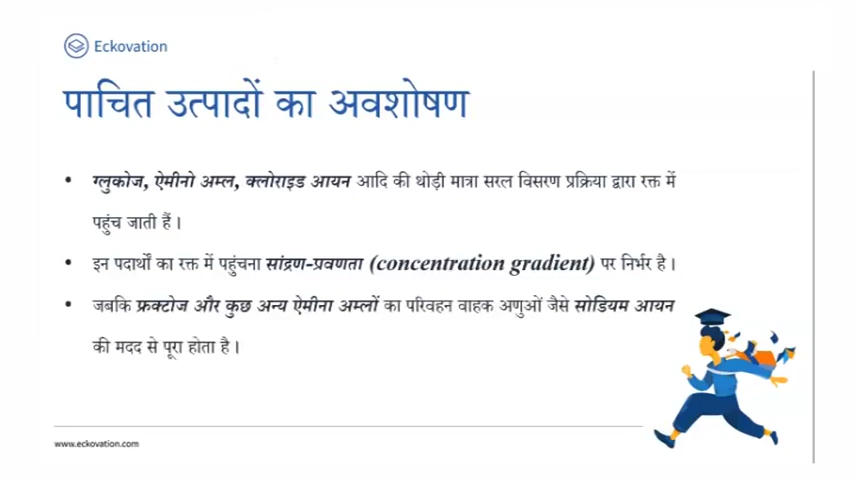 Eckovation
पाचित उत्पादों का अवशोषण
• ग्लुकोज, ऐमीनो अम्ल, क्लोराइड आयन आदि की थोड़ी मात्रा सरल विसरण प्रक्रिया द्वारा रक्त में
पहुंच जाती हैं ।
• इन पदार्थों का रक्त में पहुंचना सांद्रण-प्रवणता (concentration gradient) पर निर्भर है ।
• जबकि फ्रक्टोज और कुछ अन्य ऐमीना अम्लों का परिवहन वाहक अणुओं जैसे सोडियम आयन
की मदद से पूरा होता है ।
www.eckovation.com